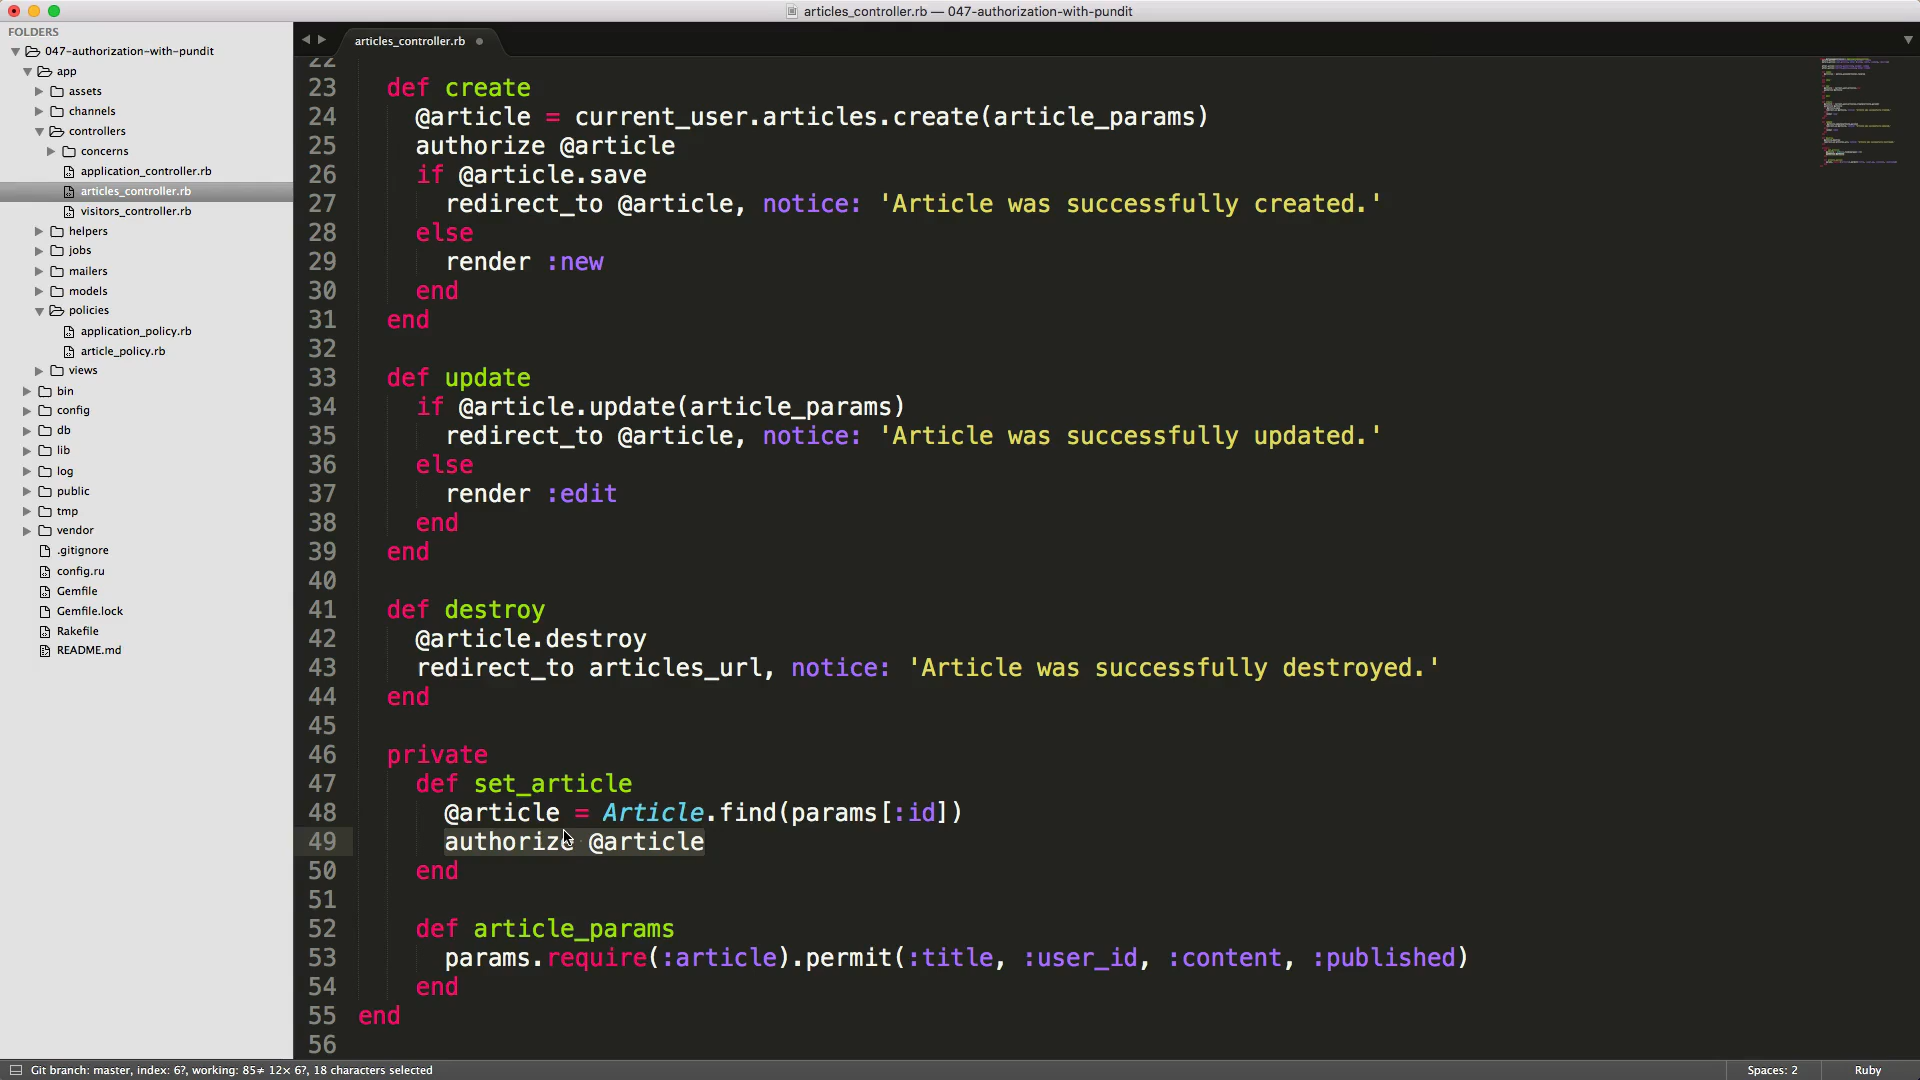 articles_controller.rb — 047-authorization-with-pundit
FOLDERS
047-authorization-with-pundit
app
assets
channels
controllers
concerns
application_controller.rb
articles_controller.rb
visitors_controller.rb
helpers
jobs
mailers
models
policies
application_policy.rb
article_policy.rb
views
bin
config
db
lib
log
public
tmp
vendor
.gitignore
config.ru
Gemfile
Gemfile.lock
Rakefile
README.md
articles_controller.rb
22
23 def create
24 @article = current_user.articles.create(article_params)
25 authorize @article
26 if @article.save
27 redirect_to @article, notice: 'Article was successfully created.'
28 else
29 render :new
30 end
31 end
32
33 def update
34 if @article.update(article_params)
35 redirect_to @article, notice: 'Article was successfully updated.'
36 else
37 render :edit
38 end
39 end
40
41 def destroy
42 @article.destroy
43 redirect_to articles_url, notice: 'Article was successfully destroyed.'
44 end
45
46 private
47 def set_article
48 @article = Article.find(params[:id])
49 authorize @article
50 end
51
52 def article_params
53 params.require(:article).permit(:title, :user_id, :content, :published)
54 end
55 end
56
Git branch: master, index: 6?, working: 85≠ 12× 6?, 18 characters selected
Spaces: 2
Ruby